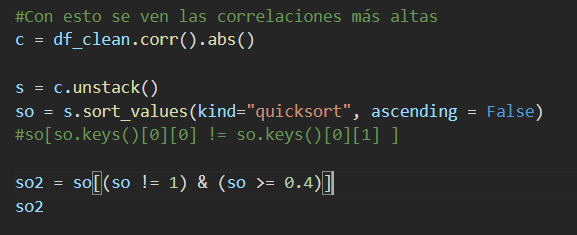 #Con esto se ven las correlaciones más altas
c = df_clean.corr().abs()
s = c.unstack()
so = s.sort_values(kind="quicksort", ascending = False)
#so[so.keys()[0][0] != so.keys()[0][1] ]
so2 = so[(so != 1) & (so >= 0.4)]
so2